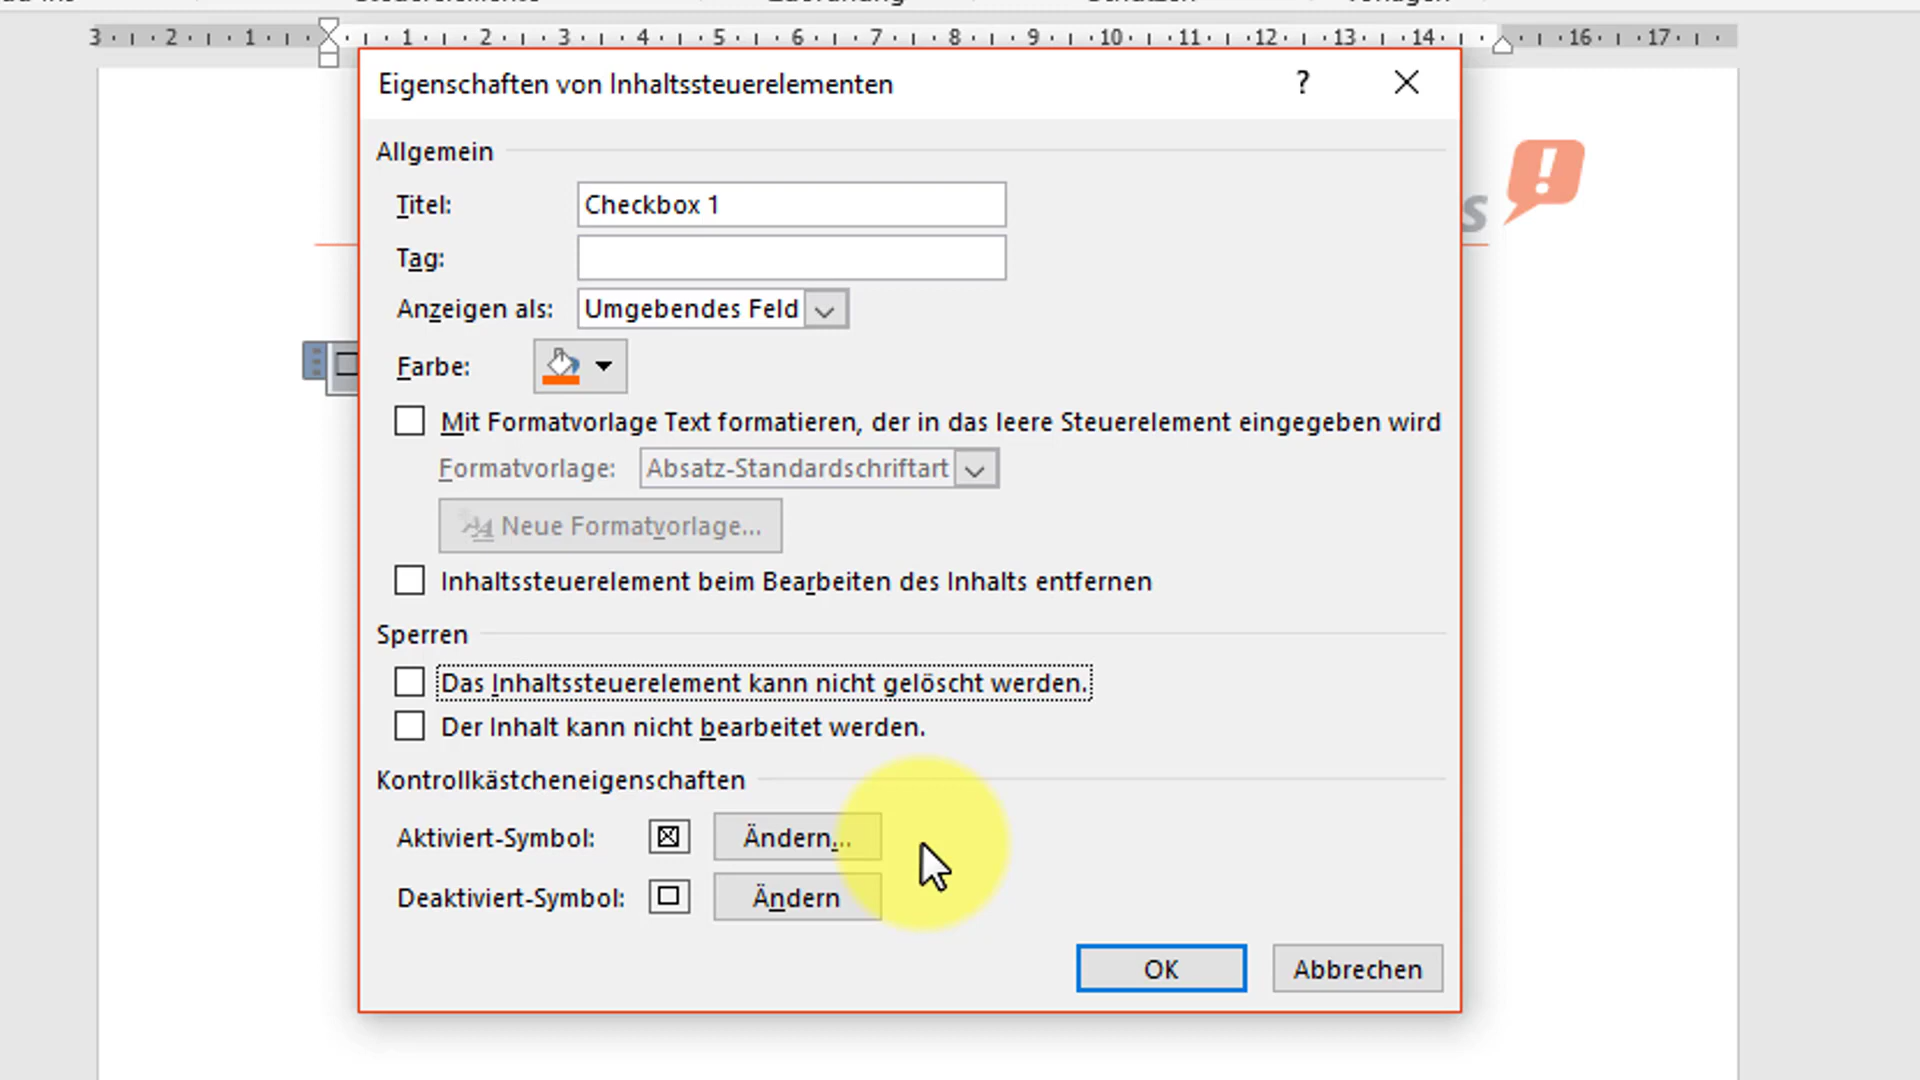 3 2 1 1 2 3 4 5 6 7 8 9 10 11 12 13 14 16 17
Eigenschaften von Inhaltssteuerelementen ?
Allgemein
Titel: Checkbox 1
Tag:
Anzeigen als: Umgebendes Feld
Farbe:
Mit Formatvorlage Text formatieren, der in das leere Steuerelement eingegeben wird
Formatvorlage: Absatz-Standardschriftart
Neue Formatvorlage...
Inhaltssteuerelement beim Bearbeiten des Inhalts entfernen
Sperren
Das Inhaltssteuerelement kann nicht gelöscht werden.
Der Inhalt kann nicht bearbeitet werden.
Kontrollkästcheneigenschaften
Aktiviert-Symbol: Ändern...
Deaktiviert-Symbol: Ändern
OK Abbrechen
s !